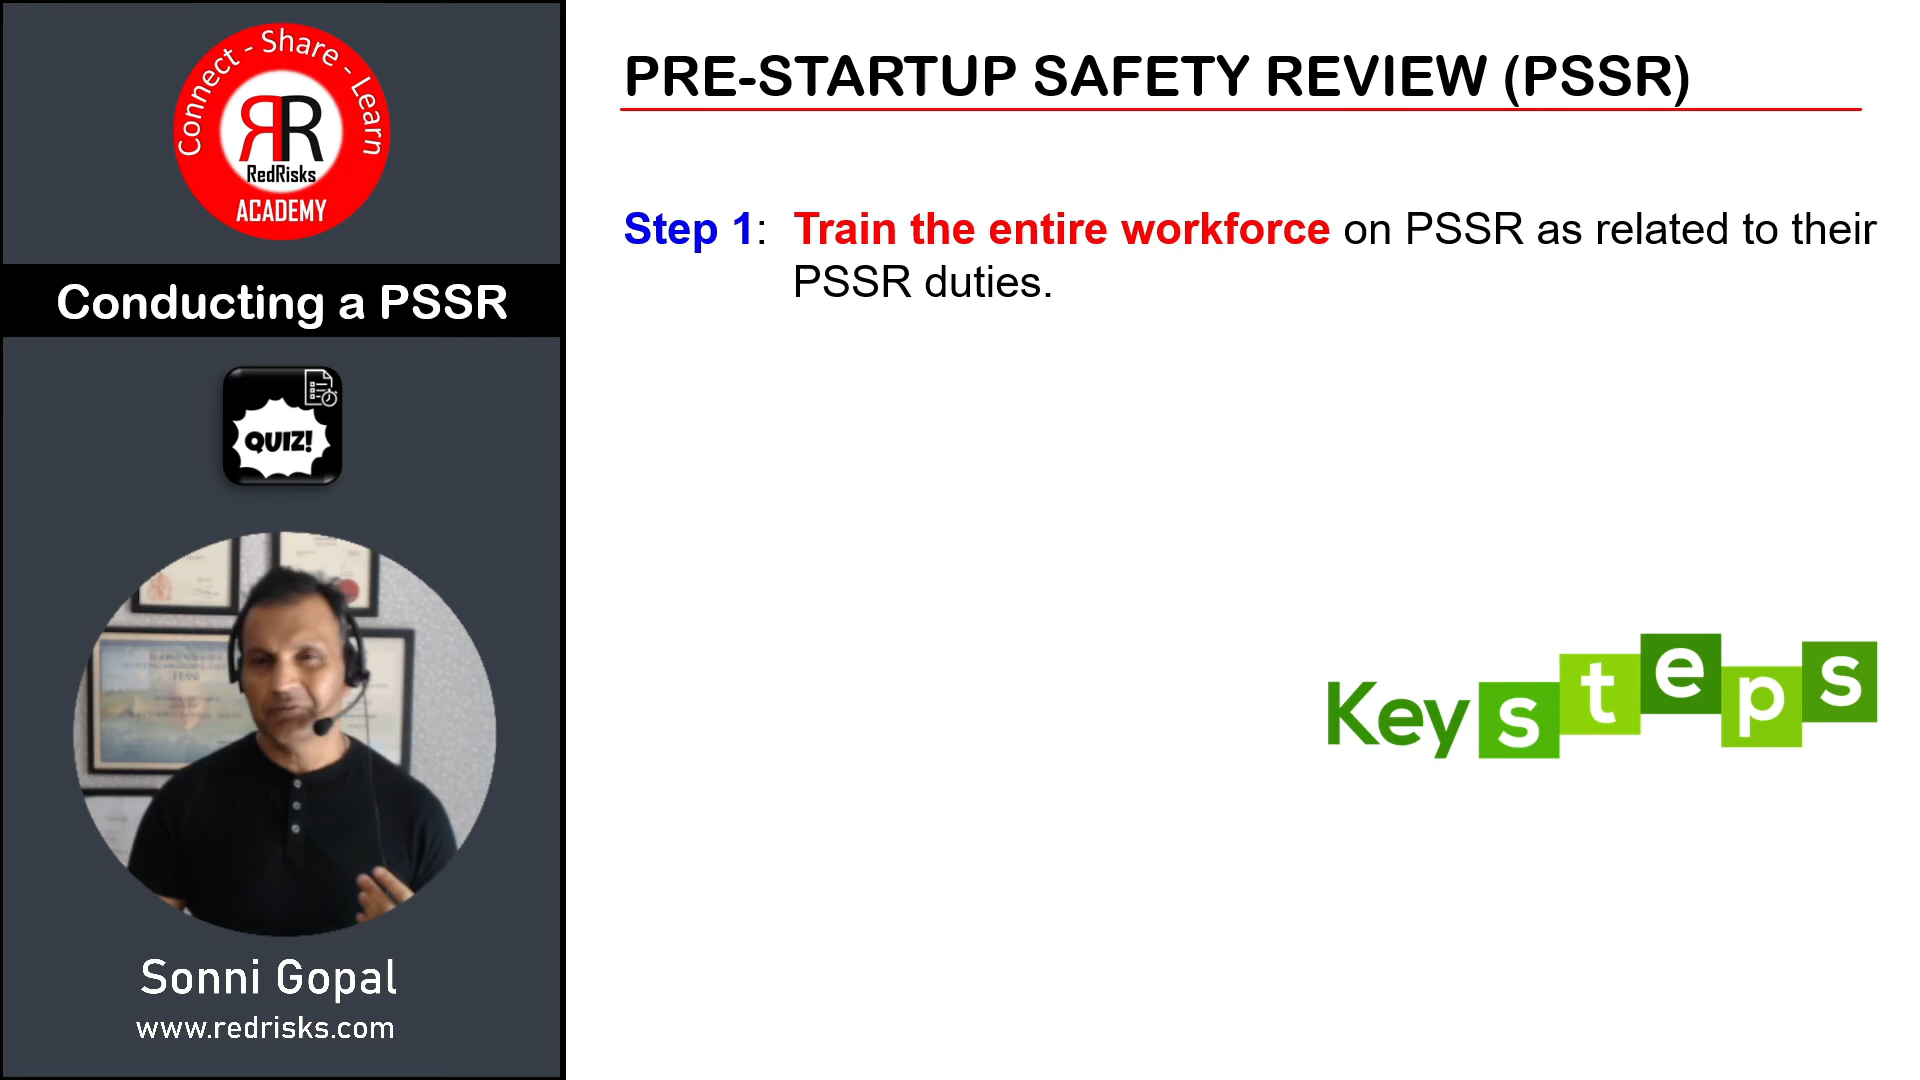 Connect - Share - Learn
RR
RedRisks
ACADEMY
Conducting a PSSR
QUIZ!
Sonni Gopal
www.redrisks.com
PRE-STARTUP SAFETY REVIEW (PSSR)
Step 1: Train the entire workforce on PSSR as related to their
PSSR duties.
Key steps